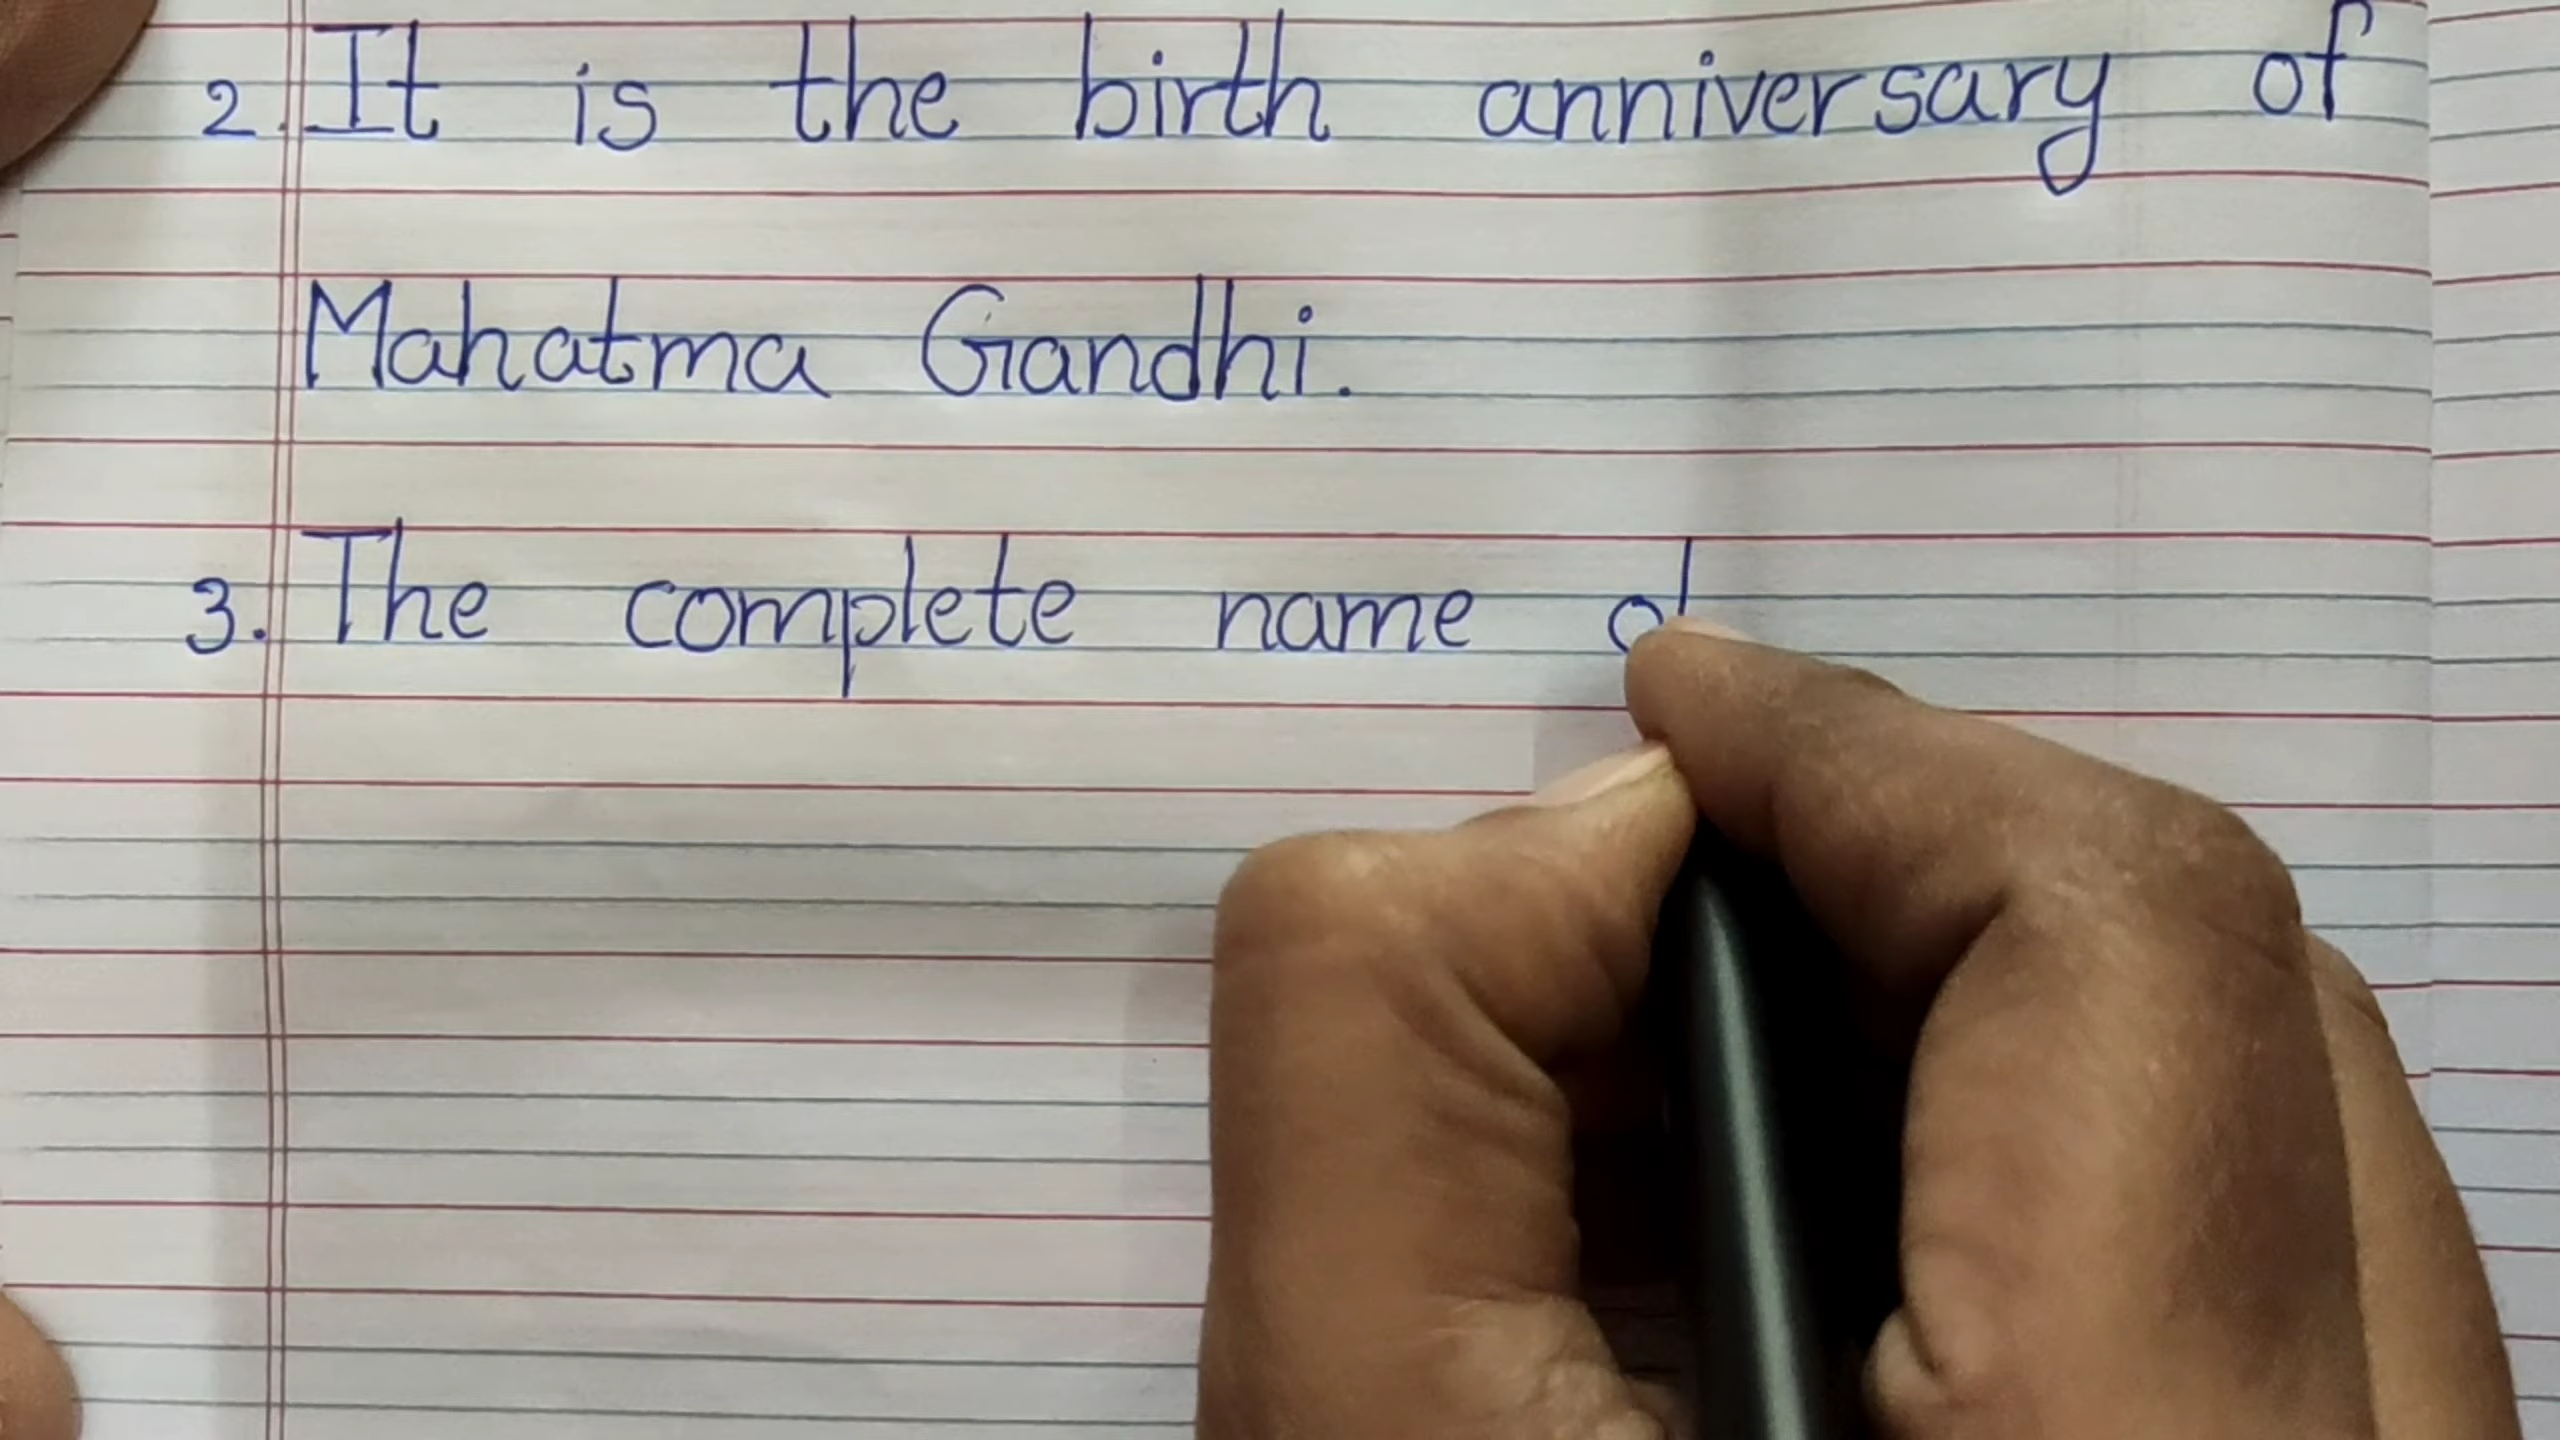 2. It is the birth anniversary of
Mahatma Gandhi.
3. The complete name